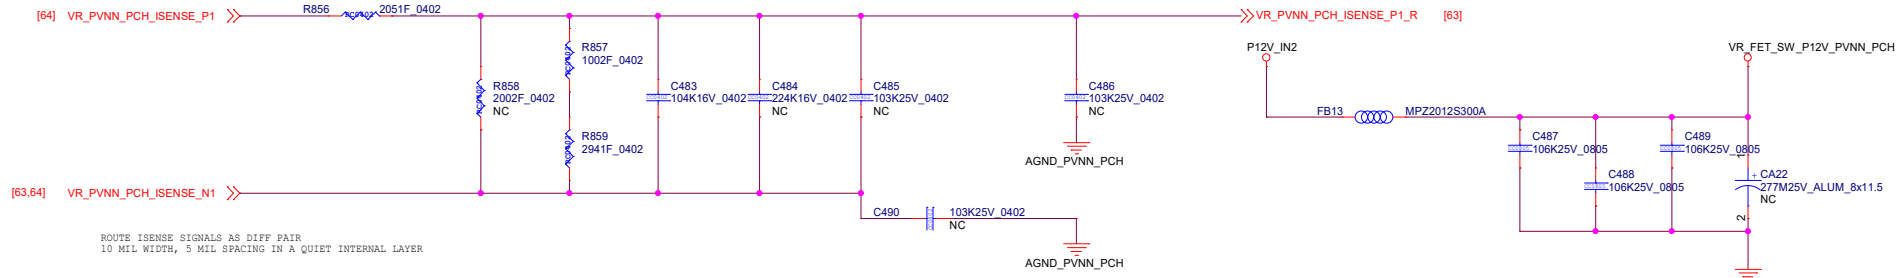 [64] VR_PVNN_PCH_ISENSE_P1
R856 2051F_0402
VR_PVNN_PCH_ISENSE_P1_R [63]
P12V_IN2
VR_FET_SW_P12V_PVNN_PCH
R857
1002F_0402
R858
2002F_0402
NC
C483
104K16V_0402
C484
224K16V_0402
NC
C485
103K25V_0402
NC
C486
103K25V_0402
NC
FB13 MPZ2012S300A
R859
2941F_0402
C487
106K25V_0805
C489
106K25V_0805
AGND_PVNN_PCH
C488
106K25V_0805
1
+ CA22
277M25V_ALUM_8x11.5
NC
2
[63,64] VR_PVNN_PCH_ISENSE_N1
C490 103K25V_0402
NC
ROUTE ISENSE SIGNALS AS DIFF PAIR
10 MIL WIDTH, 5 MIL SPACING IN A QUIET INTERNAL LAYER
AGND_PVNN_PCH